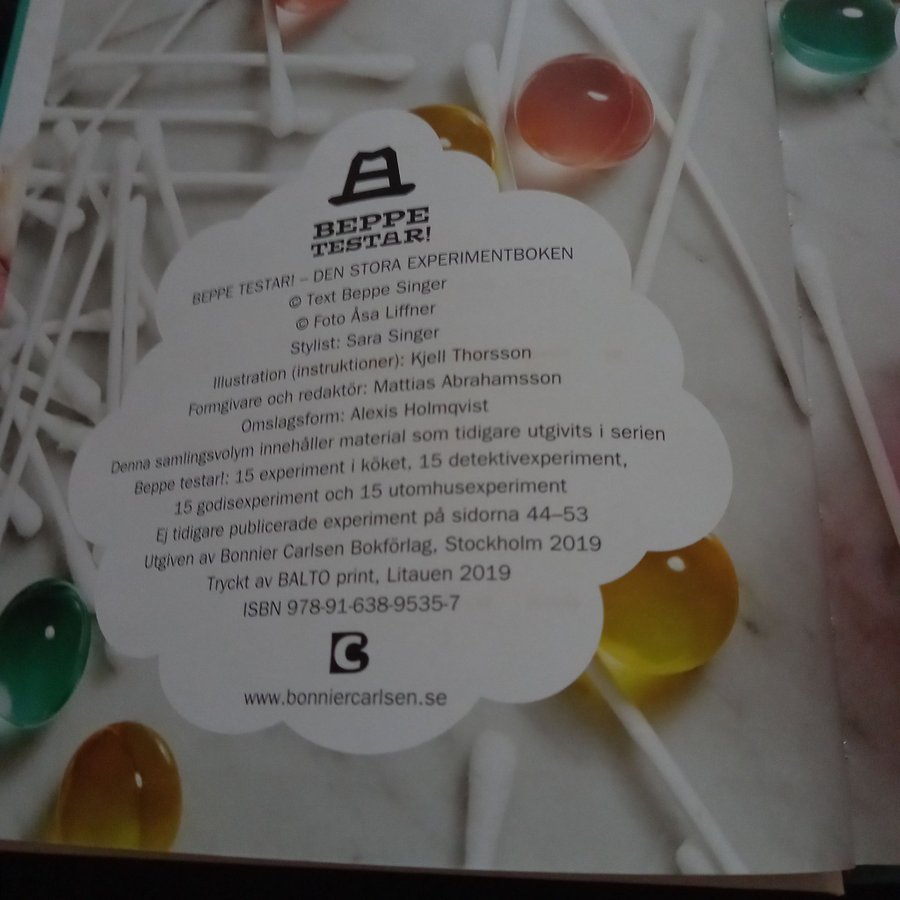 BEPPE
TESTAR!
BEPPE TESTAR! – DEN STORA EXPERIMENTBOKEN
© Text Beppe Singer
© Foto Åsa Liffner
Stylist: Sara Singer
Illustration (instruktioner): Kjell Thorsson
Formgivare och redaktör: Mattias Abrahamsson
Omslagsform: Alexis Holmqvist
Denna samlingsvolym innehåller material som tidigare utgivits i serien
Beppe testar!: 15 experiment i köket, 15 detektivexperiment,
15 godisexperiment och 15 utomhusexperiment
Ej tidigare publicerade experiment på sidorna 44–53
Utgiven av Bonnier Carlsen Bokförlag, Stockholm 2019
Tryckt av BALTO print, Litauen 2019
ISBN 978-91-638-9535-7
BC
www.bonniercarlsen.se